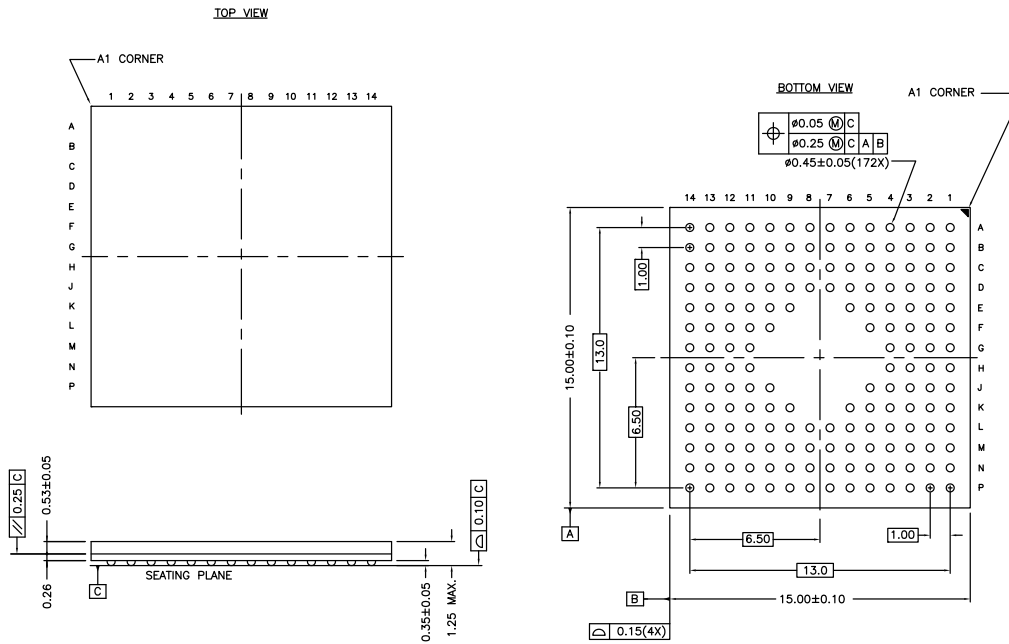 TOP VIEW
A1 CORNER
1 2 3 4 5 6 7 8 9 10 11 12 13 14
A
B
C
D
E
F
G
H
J
K
L
M
N
P
BOTTOM VIEW
A1 CORNER
ø0.05 Ⓜ C
ø0.25 Ⓜ C A B
ø0.45±0.05(172X)
14 13 12 11 10 9 8 7 6 5 4 3 2 1
A
B
C
D
E
F
G
H
J
K
L
M
N
P
1.00
15.00±0.10
13.0
6.50
A
6.50
1.00
13.0
B
15.00±0.10
0.15(4X)
0.25 C
0.53±0.05
0.26
C
SEATING PLANE
0.35±0.05
1.25 MAX.
0.10 C